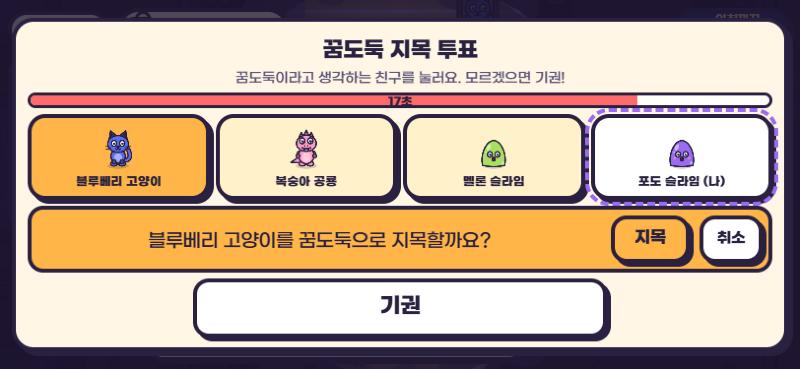 꿈도둑 지목 투표
꿈도둑이라고 생각하는 친구를 눌러요. 모르겠으면 기권!
17초
블루베리 고양이
복숭아 공룡
멜론 슬라임
포도 슬라임 (나)
블루베리 고양이를 꿈도둑으로 지목할까요?
지목
취소
기권